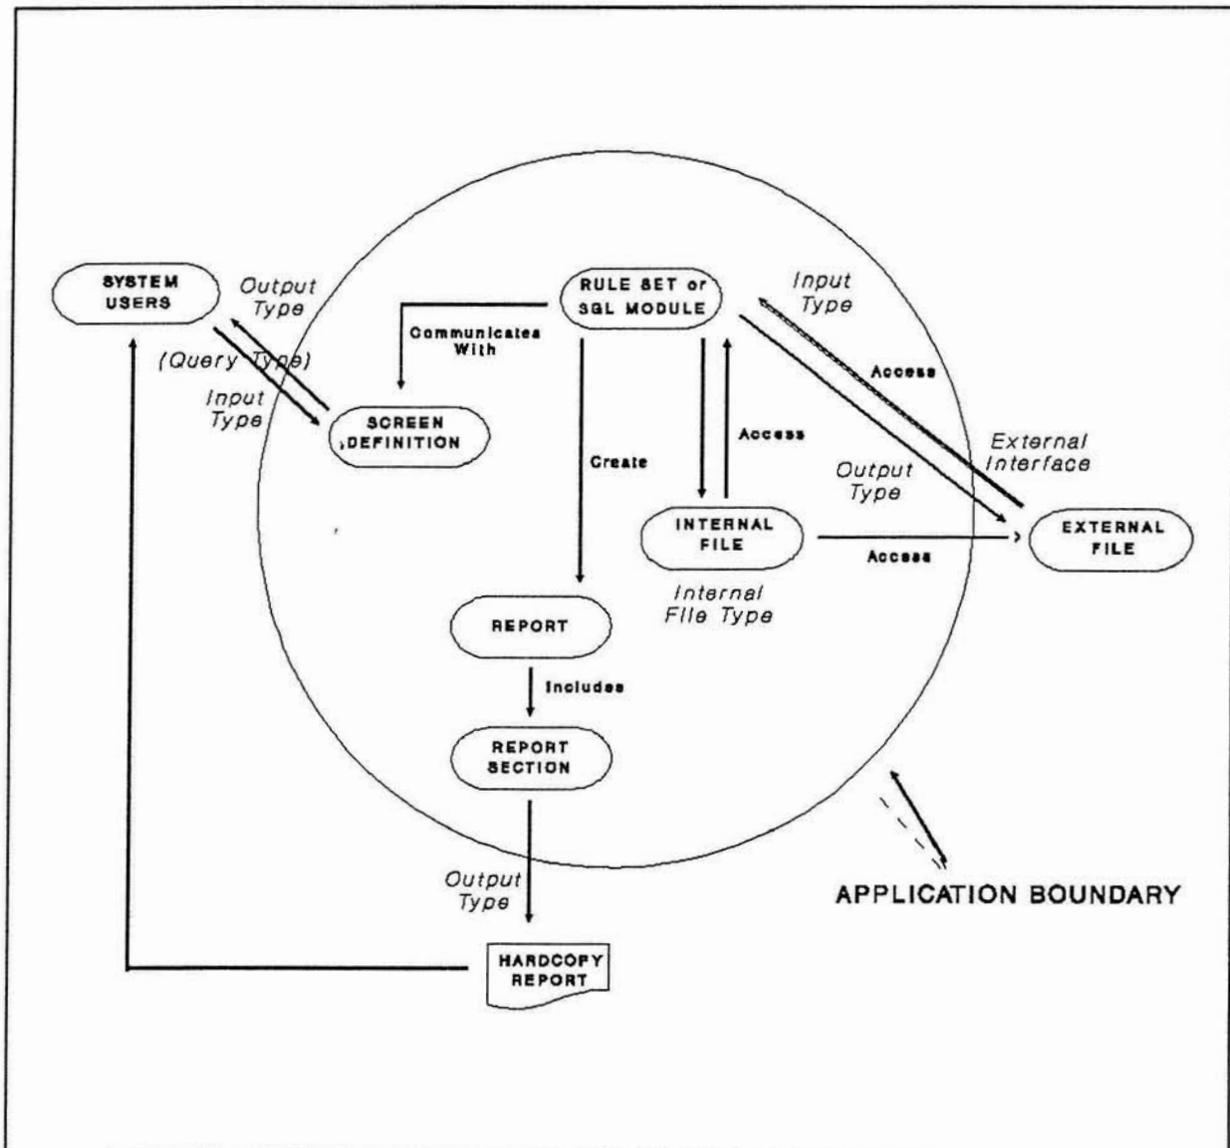 SYSTEM
USERS
Output
Type
(Query Type)
Input
Type
RULE SET or
3GL MODULE
Communicates
With
SCREEN
DEFINITION
Create
Access
Input
Type
Access
External
Interface
Output
Type
INTERNAL
FILE
Access
EXTERNAL
FILE
Internal
File Type
REPORT
Includes
REPORT
SECTION
Output
Type
APPLICATION BOUNDARY
HARDCOPY
REPORT